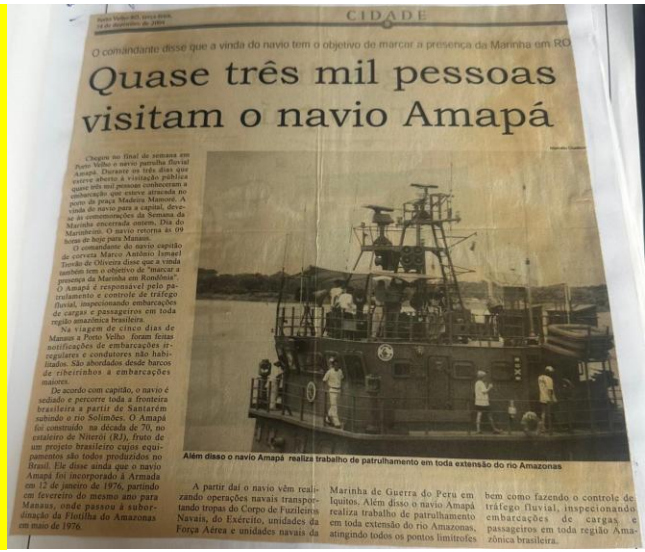 Porto Velho-RO, terça-feira,
14 de dezembro de 2004
CIDADE
O comandante disse que a vinda do navio tem o objetivo de marcar a presença da Marinha em RO
Quase três mil pessoas
visitam o navio Amapá
Chegou no final de semana em
Porto Velho o navio patrulha fluvial
Amapá. Durante os três dias que
esteve aberto à visitação pública
quase três mil pessoas conheceram a
embarcação que esteve atracada no
porto da praça Madeira Mamoré. A
vinda do navio para a capital, deve-
se às comemorações da Semana da
Marinha encerrada ontem, Dia do
Marinheiro. O navio retorna às 09
horas de hoje para Manaus.
O comandante do navio capitão
de corveta Marco Antônio Ismael
Trovão de Oliveira disse que a vinda
também tem o objetivo de "marcar a
presença da Marinha em Rondônia".
O Amapá é responsável pelo pa-
trulamento e controle de tráfego
fluvial, inspecionando embarcações
de cargas e passageiros em toda
região amazônica brasileira.
Na viagem de cinco dias de
Manaus a Porto Velho foram feitas
notificações de embarcações ir-
regulares e condutores não habi-
litados. São abordados desde barcos
de ribeirinhos a embarcações
maiores.
De acordo com capitão, o navio é
sediado e percorre toda a fronteira
brasileira a partir de Santarém
subindo o rio Solimões. O Amapá
foi construído na década de 70, no
estaleiro de Niterói (RJ), fruto de
um projeto brasileiro cujos equi-
pamentos são todos produzidos no
Brasil. Ele disse ainda que o navio
Amapá foi incorporado à Armada
em 12 de janeiro de 1976, partindo
em fevereiro do mesmo ano para
Manaus, onde passou à subor-
dinação da Flotilha do Amazonas
em maio de 1976.
Além disso o navio Amapá realiza trabalho de patrulhamento em toda extensão do rio Amazonas
A partir daí o navio vêm reali-
zando operações navais transpor-
tando tropas do Corpo de Fuzileiros
Navais, do Exército, unidades da
Força Aérea e unidades navais da
Marinha de Guerra do Peru em
Iquitos. Além disso o navio Amapá
realiza trabalho de patrulhamento
em toda extensão do rio Amazonas,
atingindo todos os pontos limítrofes
bem como fazendo o controle de
tráfego fluvial, inspecionando
embarcações de cargas e
passageiros em toda região Ama-
zônica brasileira.